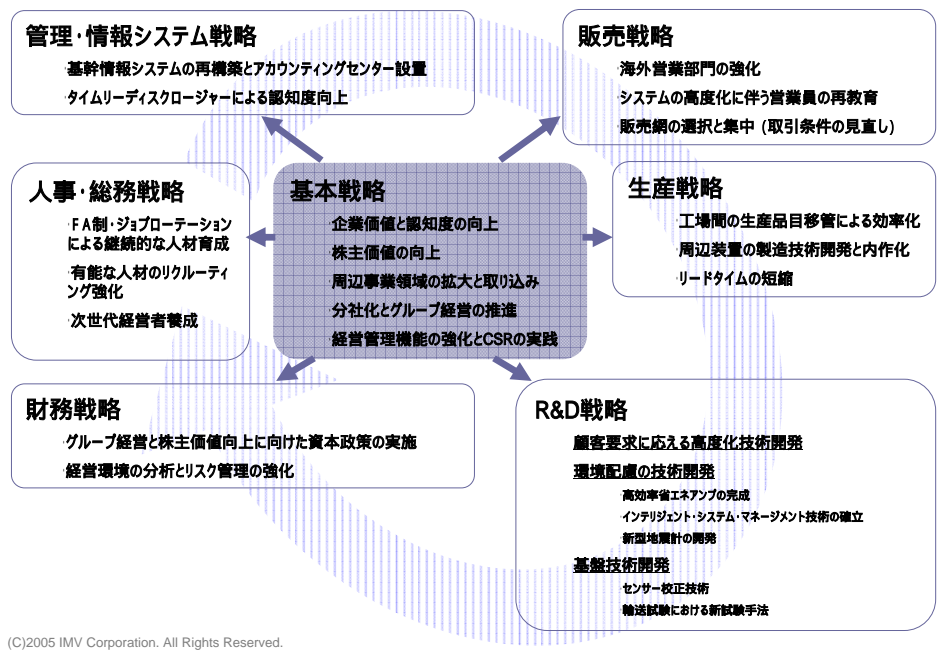 管理・情報システム戦略
基幹情報システムの再構築とアカウンティングセンター設置
タイムリーディスクロージャーによる認知度向上
販売戦略
海外営業部門の強化
システムの高度化に伴う営業員の再教育
販売網の選択と集中（取引条件の見直し）
人事・総務戦略
・ＦＡ制・ジョブローテーション
による継続的な人材育成
・有能な人材のリクルーティ
ング強化
・次世代経営者養成
基本戦略
・企業価値と認知度の向上
・株主価値の向上
・周辺事業領域の拡大と取り込み
・分社化とグループ経営の推進
・経営管理機能の強化とCSRの実践
生産戦略
・工場間の生産品目移管による効率化
・周辺装置の製造技術開発と内作化
・リードタイムの短縮
財務戦略
・グループ経営と株主価値向上に向けた資本政策の実施
・経営環境の分析とリスク管理の強化
R&D戦略
顧客要求に応える高度化技術開発
環境配慮の技術開発
・高効率省エネアンプの完成
・インテリジェント・システム・マネージメント技術の確立
・新型地震計の開発
基盤技術開発
・センサー校正技術
・輸送試験における新試験手法
(C)2005 IMV Corporation. All Rights Reserved.